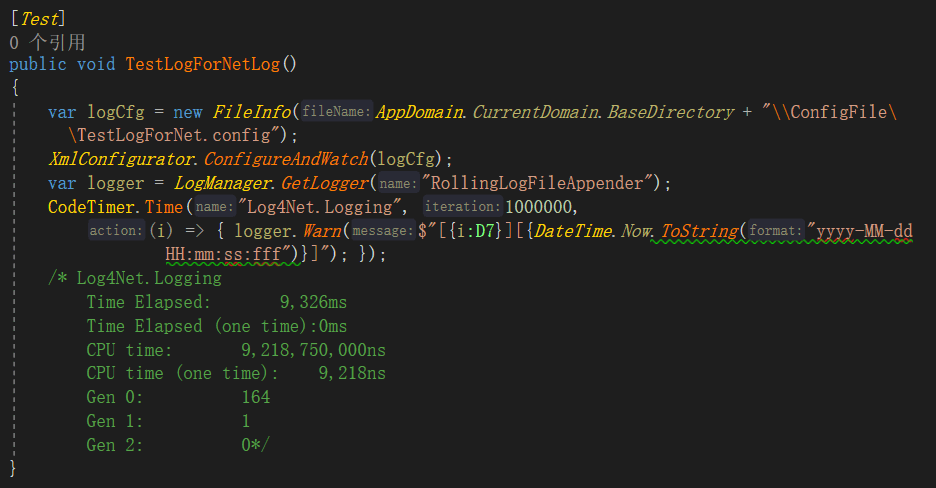 [Test]
0 个引用
public void TestLogForNetLog()
{
var logCfg = new FileInfo(fileName: AppDomain.CurrentDomain.BaseDirectory + "\\ConfigFile\
\TestLogForNet.config");
XmlConfigurator.ConfigureAndWatch(logCfg);
var logger = LogManager.GetLogger(name: "RollingLogFileAppender");
CodeTimer.Time(name: "Log4Net.Logging", iteration: 1000000,
action: (i) => { logger.Warn(message: $"[{i:D7}][{DateTime.Now.ToString(format: "yyyy-MM-dd
HH:mm:ss:fff")}]"); });
/* Log4Net.Logging
Time Elapsed: 9,326ms
Time Elapsed (one time):0ms
CPU time: 9,218,750,000ns
CPU time (one time): 9,218ns
Gen 0: 164
Gen 1: 1
Gen 2: 0*/
}